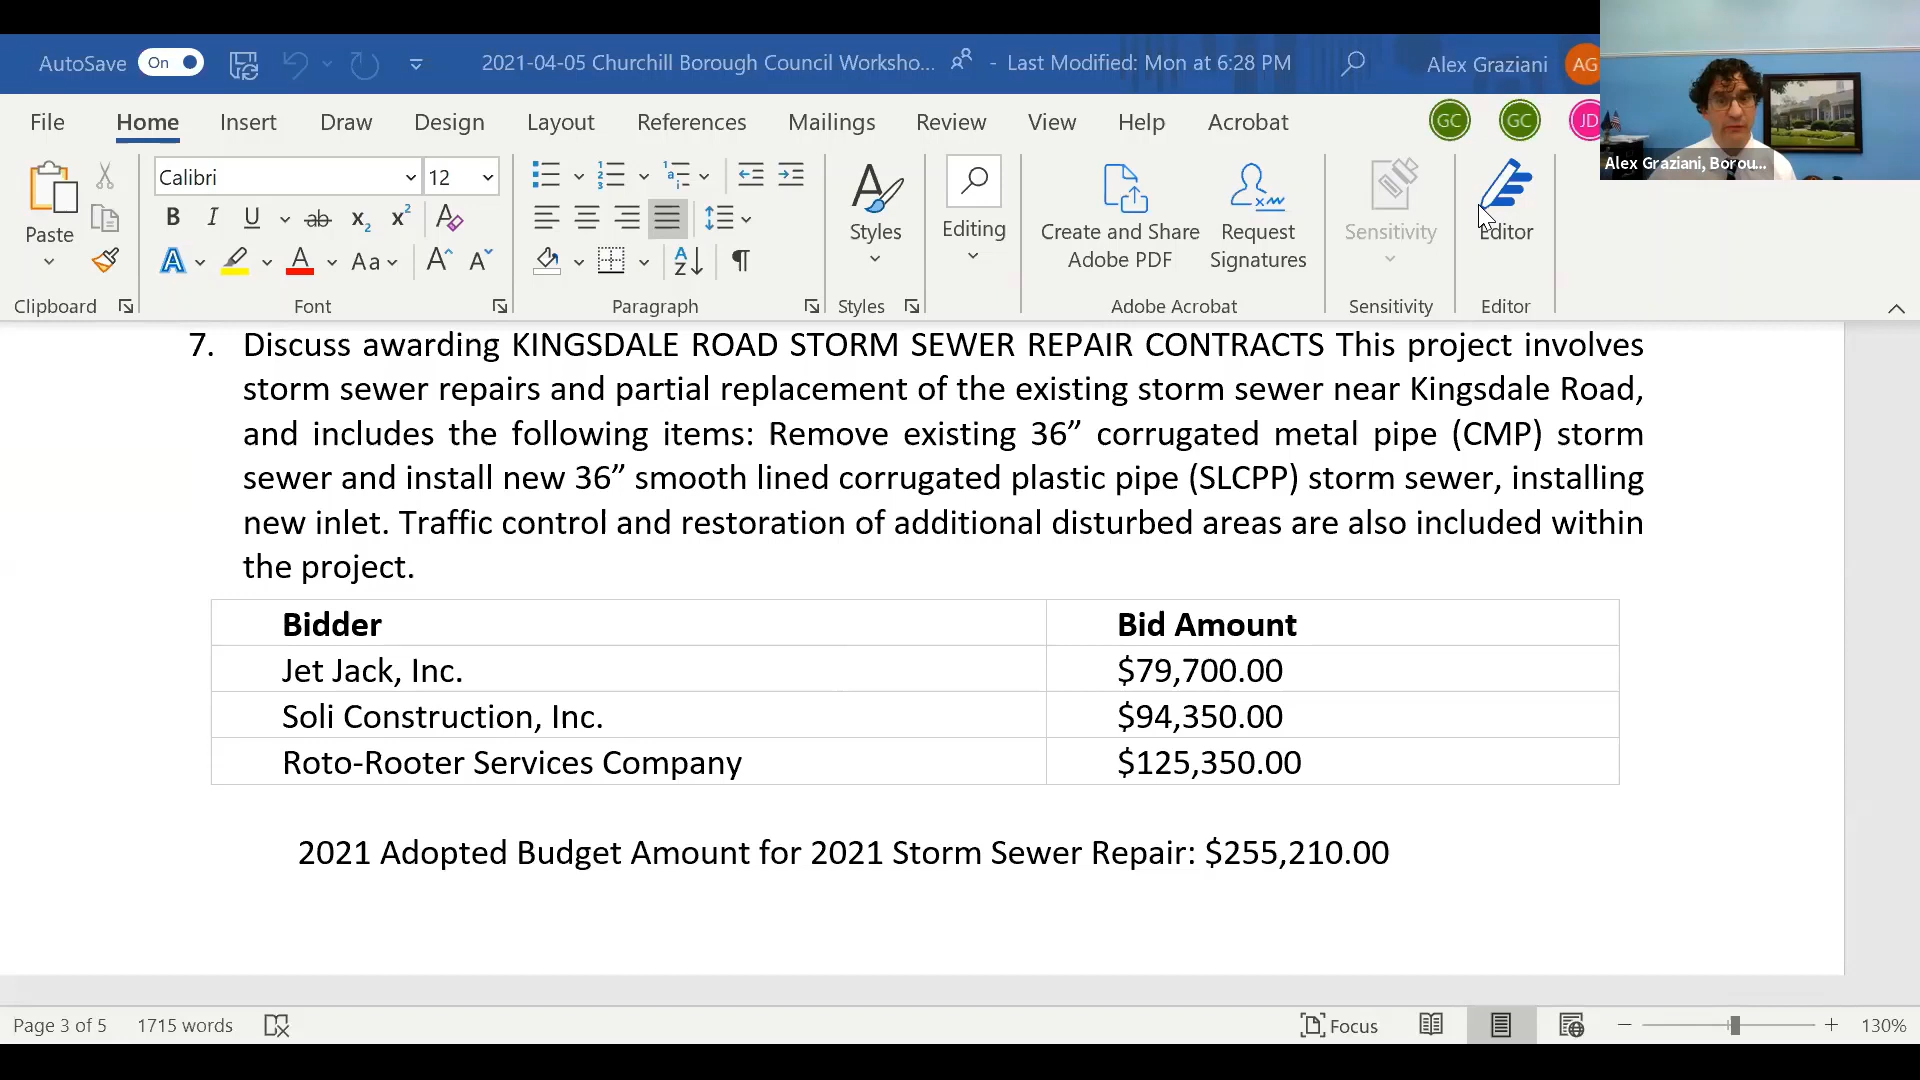 AutoSave On 2021-04-05 Churchill Borough Council Worksho... - Last Modified: Mon at 6:28 PM Alex Graziani AG
File Home Insert Draw Design Layout References Mailings Review View Help Acrobat GC GC JD
Alex Graziani, Borou...
Calibri 12
Paste
Styles
Editing
Create and Share Adobe PDF
Request Signatures
Sensitivity
Editor
Clipboard Font Paragraph Styles Adobe Acrobat Sensitivity Editor
7. Discuss awarding KINGSDALE ROAD STORM SEWER REPAIR CONTRACTS This project involves
storm sewer repairs and partial replacement of the existing storm sewer near Kingsdale Road,
and includes the following items: Remove existing 36” corrugated metal pipe (CMP) storm
sewer and install new 36” smooth lined corrugated plastic pipe (SLCPP) storm sewer, installing
new inlet. Traffic control and restoration of additional disturbed areas are also included within
the project.
Bidder Bid Amount
Jet Jack, Inc. $79,700.00
Soli Construction, Inc. $94,350.00
Roto-Rooter Services Company $125,350.00
2021 Adopted Budget Amount for 2021 Storm Sewer Repair: $255,210.00
Page 3 of 5 1715 words Focus 130%